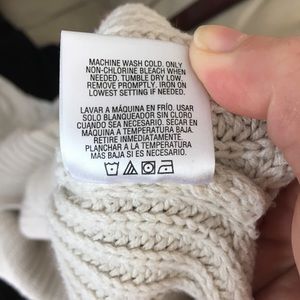 MACHINE WASH COLD. ONLY
NON-CHLORINE BLEACH WHEN
NEEDED. TUMBLE DRY LOW.
REMOVE PROMPTLY. IRON ON
LOWEST SETTING IF NEEDED.
LAVAR A MÁQUINA EN FRÍO. USAR
SOLO BLANQUEADOR SIN CLORO
CUANDO SEA NECESARIO. SECAR EN
MÁQUINA A TEMPERATURA BAJA.
RETIRE INMEDIATAMENTE.
PLANCHAR A LA TEMPERATURA
MÁS BAJA SI ES NECESARIO.